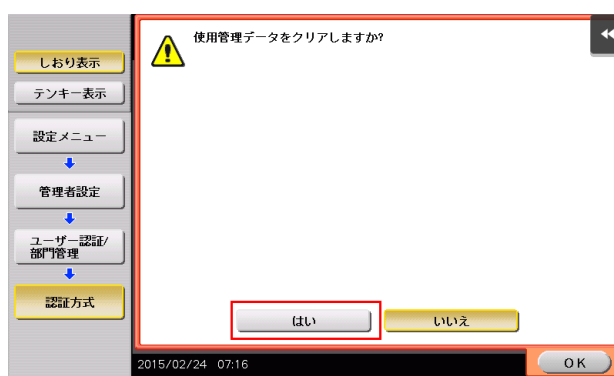 しおり表示
テンキー表示
設定メニュー
管理者設定
ユーザー認証/
部門管理
認証方式
使用管理データをクリアしますか?
はい
いいえ
2015/02/24 07:16
OK